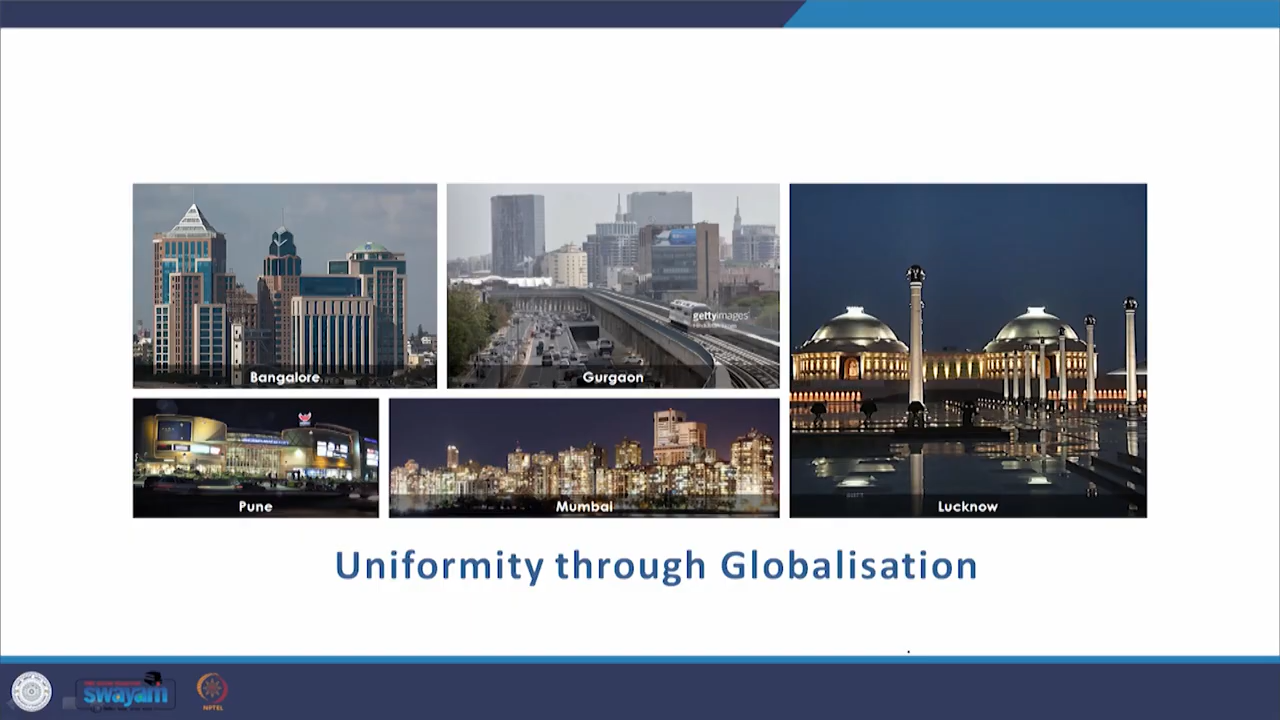 Bangalore
gettyimages
Gurgaon
Pune
Mumbai
Lucknow
Uniformity through Globalisation
swayam
NPTEL